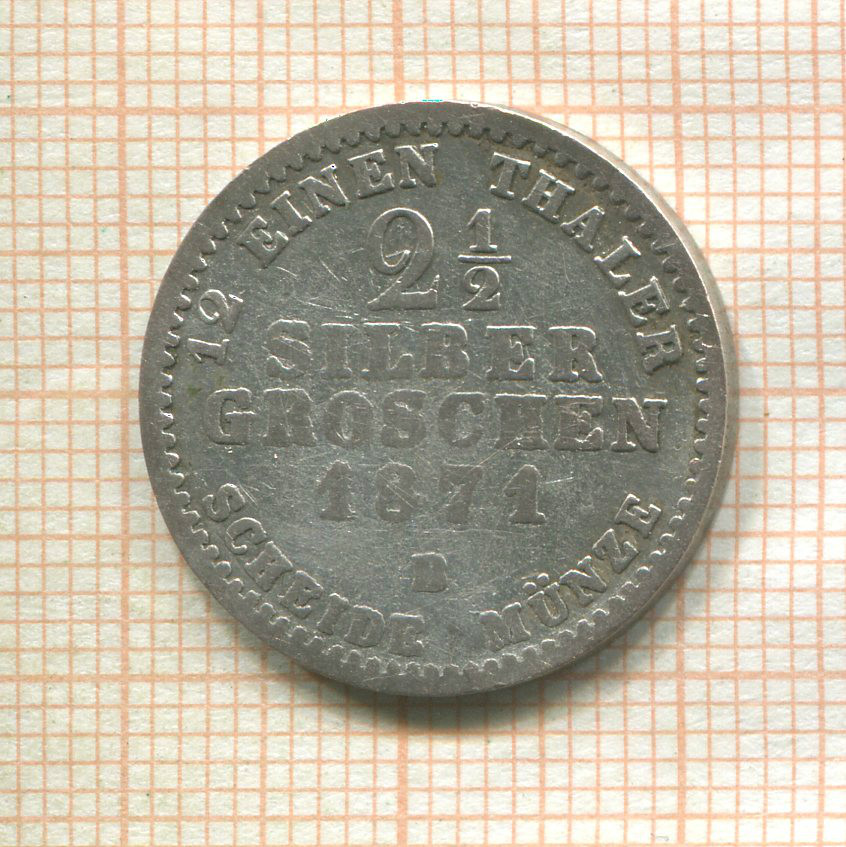 12 EINEN THALER
2 1/2
SILBER
GROSCHEN
1871
B
SCHEIDE MÜNZE